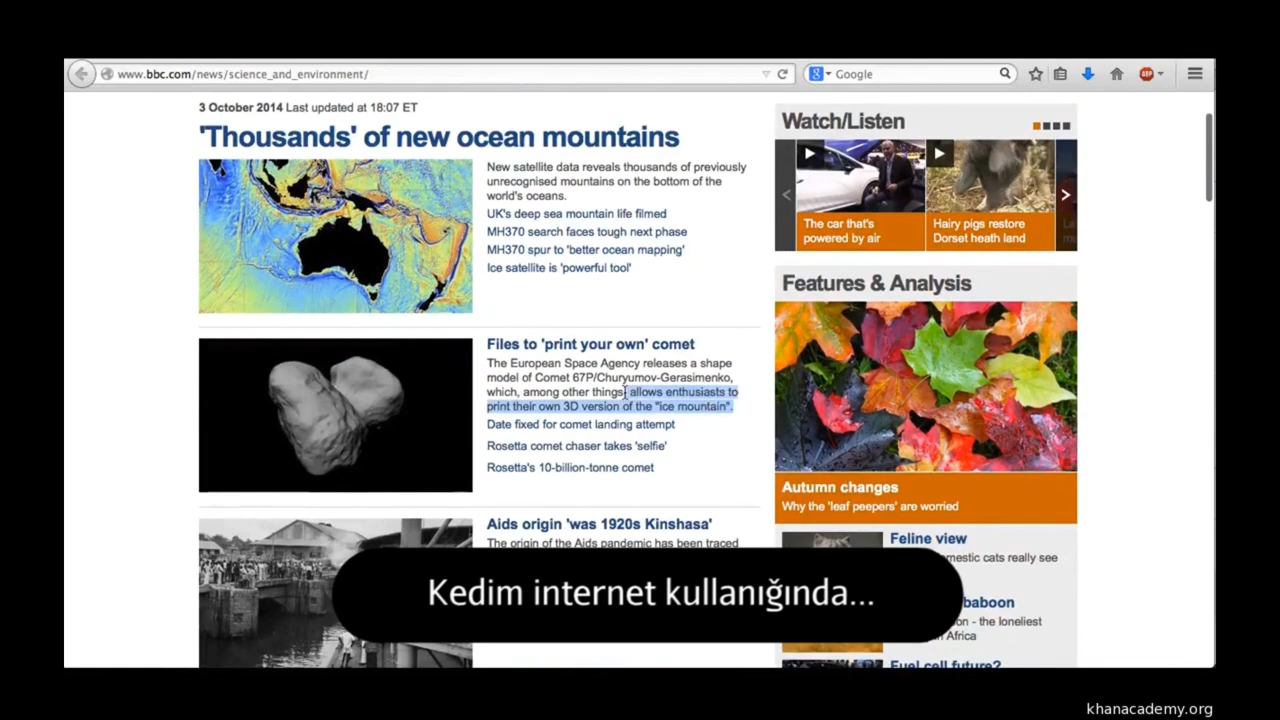 www.bbc.com/news/science_and_environment/
Google
3 October 2014 Last updated at 18:07 ET
'Thousands' of new ocean mountains
New satellite data reveals thousands of previously
unrecognised mountains on the bottom of the
world's oceans.
UK's deep sea mountain life filmed
MH370 search faces tough next phase
MH370 spur to 'better ocean mapping'
Ice satellite is 'powerful tool'
Files to 'print your own' comet
The European Space Agency releases a shape
model of Comet 67P/Churyumov-Gerasimenko,
which, among other things, allows enthusiasts to
print their own 3D version of the "ice mountain".
Date fixed for comet landing attempt
Rosetta comet chaser takes 'selfie'
Rosetta's 10-billion-tonne comet
Aids origin 'was 1920s Kinshasa'
The origin of the Aids pandemic has been traced
Watch/Listen
The car that's
powered by air
Hairy pigs restore
Dorset heath land
Features & Analysis
Autumn changes
Why the 'leaf peepers' are worried
Feline view
cats really see
baboon
- the loneliest
Africa
Fuel cell future?
Kedim internet kullanığında...
khanacademy.org